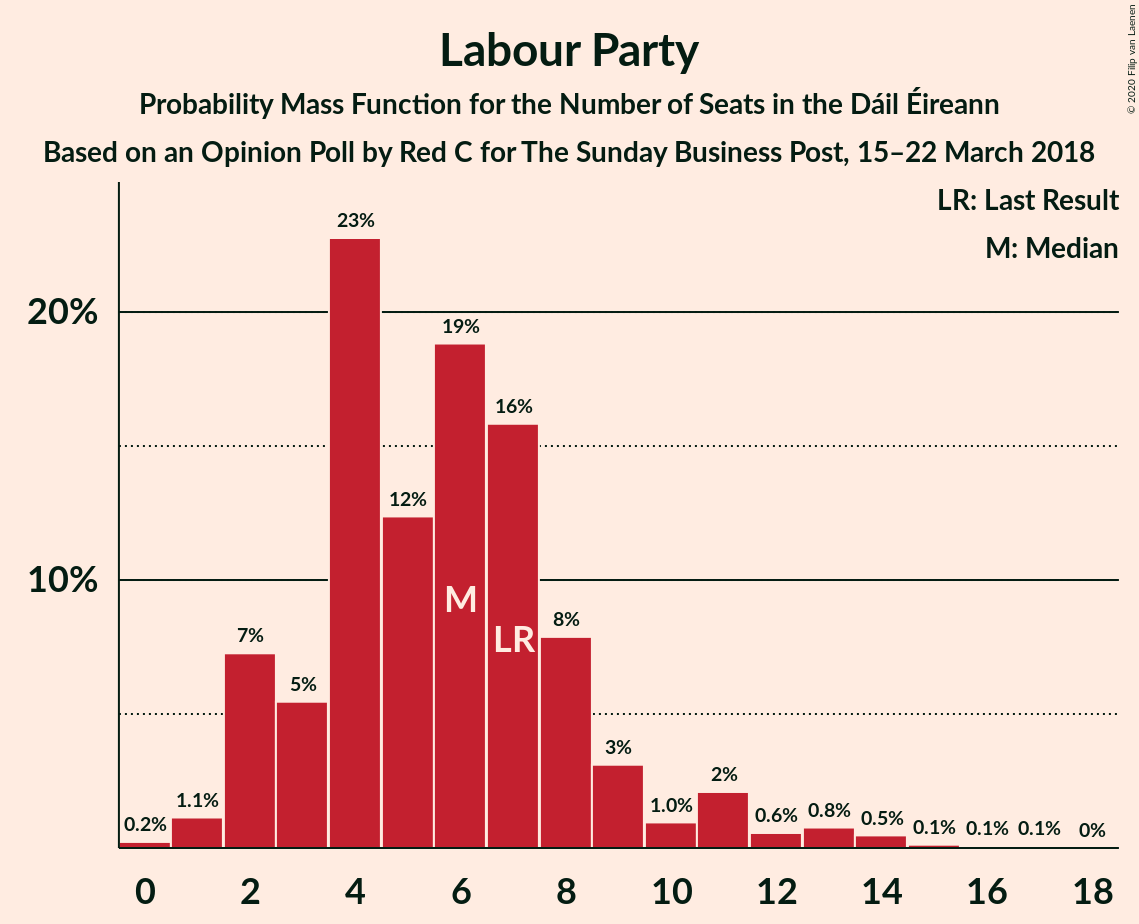 © 2020 Filip van Laenen
Labour Party
Probability Mass Function for the Number of Seats in the Dáil Éireann
Based on an Opinion Poll by Red C for The Sunday Business Post, 15–22 March 2018
LR: Last Result
M: Median
20%
10%
0.2%
1.1%
7%
5%
23%
12%
19%
16%
8%
3%
1.0%
2%
0.6%
0.8%
0.5%
0.1%
0.1%
0.1%
0%
M
LR
0 2 4 6 8 10 12 14 16 18